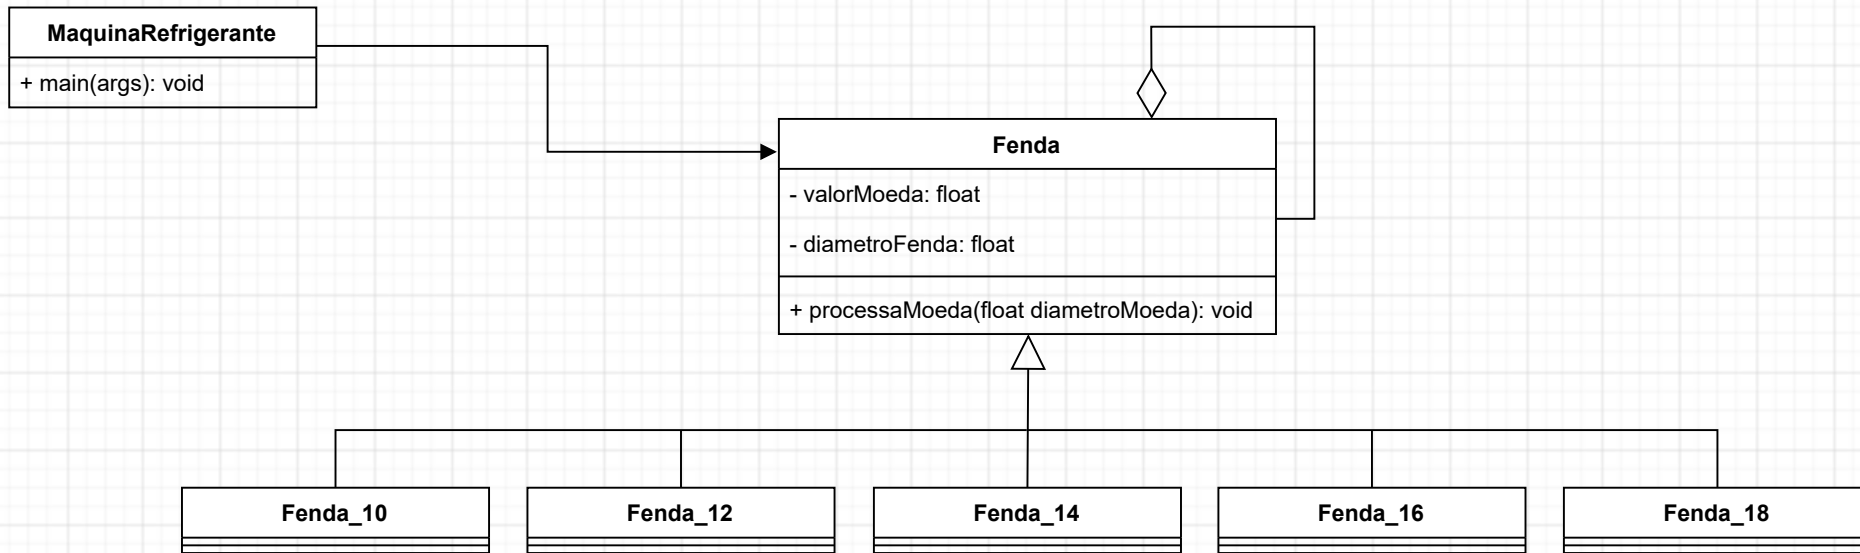 MaquinaRefrigerante
+ main(args): void
Fenda
- valorMoeda: float
- diametroFenda: float
+ processaMoeda(float diametroMoeda): void
Fenda_10
Fenda_12
Fenda_14
Fenda_16
Fenda_18